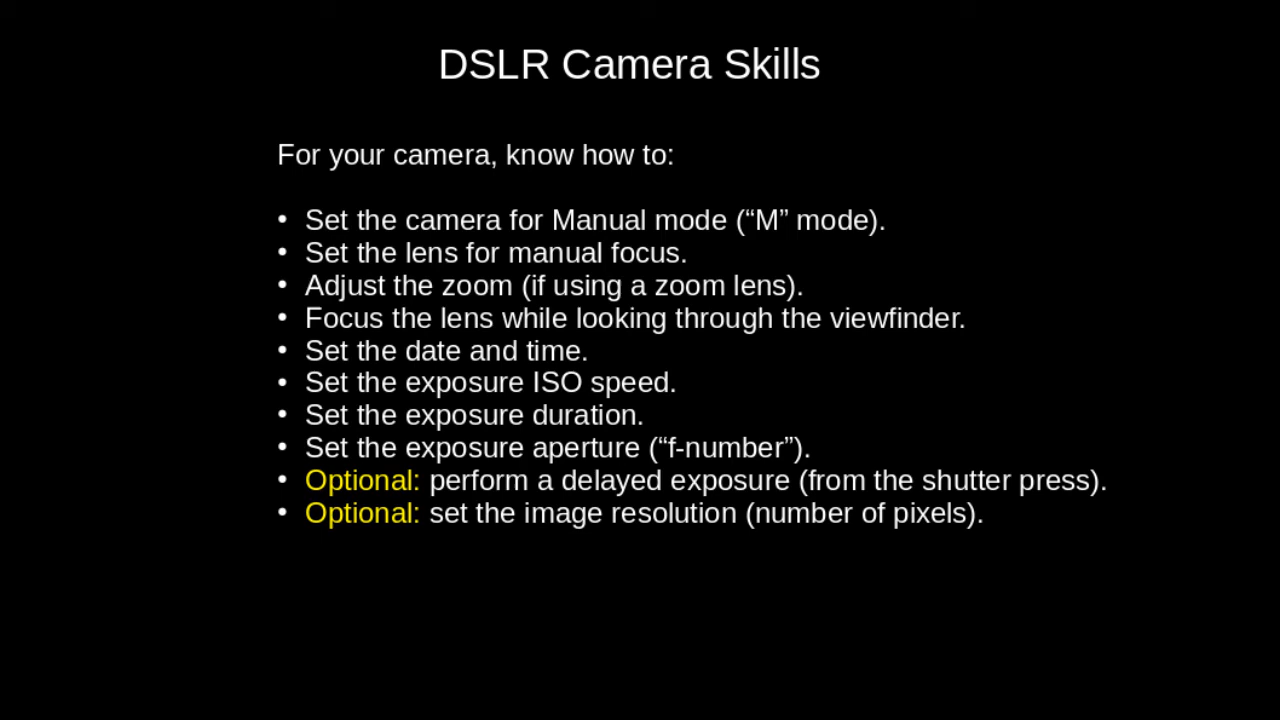 DSLR Camera Skills
For your camera, know how to:
• Set the camera for Manual mode (“M” mode).
• Set the lens for manual focus.
• Adjust the zoom (if using a zoom lens).
• Focus the lens while looking through the viewfinder.
• Set the date and time.
• Set the exposure ISO speed.
• Set the exposure duration.
• Set the exposure aperture (“f-number”).
• Optional: perform a delayed exposure (from the shutter press).
• Optional: set the image resolution (number of pixels).